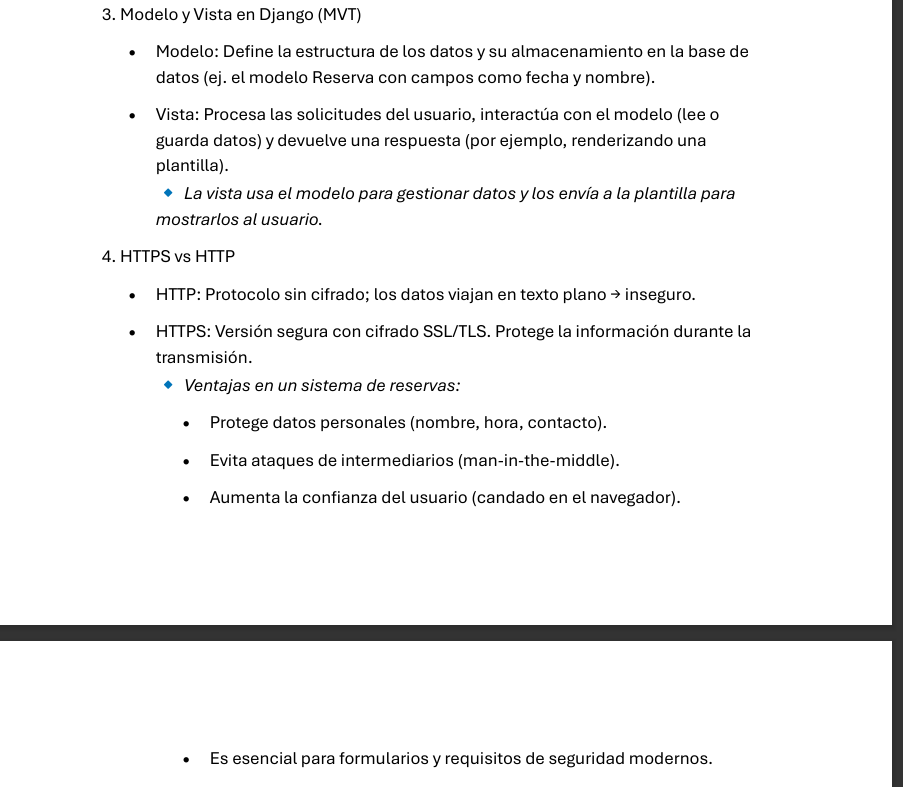 3. Modelo y Vista en Django (MVT)
• Modelo: Define la estructura de los datos y su almacenamiento en la base de
datos (ej. el modelo Reserva con campos como fecha y nombre).
• Vista: Procesa las solicitudes del usuario, interactúa con el modelo (lee o
guarda datos) y devuelve una respuesta (por ejemplo, renderizando una
plantilla).
🔹 La vista usa el modelo para gestionar datos y los envía a la plantilla para
mostrarlos al usuario.
4. HTTPS vs HTTP
• HTTP: Protocolo sin cifrado; los datos viajan en texto plano → inseguro.
• HTTPS: Versión segura con cifrado SSL/TLS. Protege la información durante la
transmisión.
🔹 Ventajas en un sistema de reservas:
• Protege datos personales (nombre, hora, contacto).
• Evita ataques de intermediarios (man-in-the-middle).
• Aumenta la confianza del usuario (candado en el navegador).
• Es esencial para formularios y requisitos de seguridad modernos.